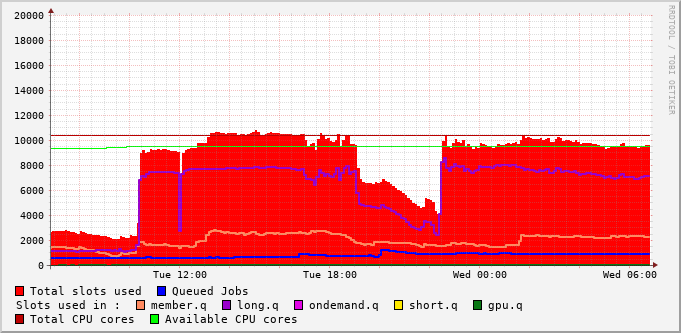 20000
18000
16000
14000
12000
10000
8000
6000
4000
2000
0
Tue 12:00 Tue 18:00 Wed 00:00 Wed 06:00
RRDTOOL / TOBI OETIKER
Total slots used Queued Jobs
Slots used in : member.q long.q ondemand.q short.q gpu.q
Total CPU cores Available CPU cores